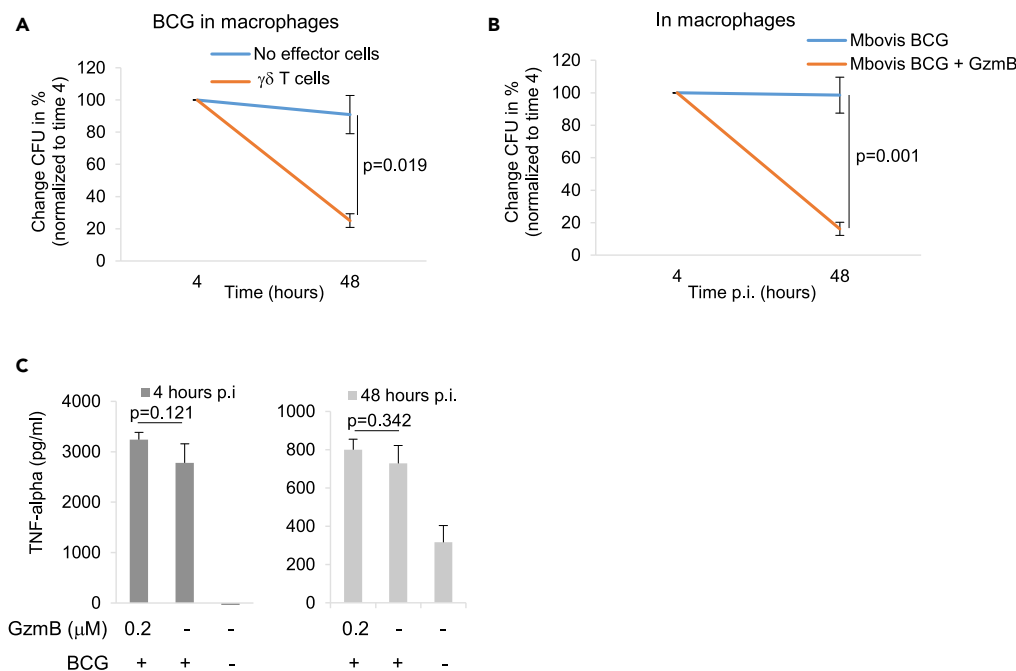 A
BCG in macrophages
No effector cells
γδ T cells
120
100
80
60
40
20
0
Change CFU in %
(normalized to time 4)
p=0.019
4
48
Time (hours)
B
In macrophages
Mbovis BCG
Mbovis BCG + GzmB
120
100
80
60
40
20
0
Change CFU in %
(normalized to time 4)
p=0.001
4
48
Time p.i. (hours)
C
4 hours p.i
p=0.121
4000
3000
2000
1000
0
TNF-alpha (pg/ml)
48 hours p.i.
p=0.342
1000
800
600
400
200
0
GzmB (μM) 0.2 - - 0.2 - -
BCG + + - + + -